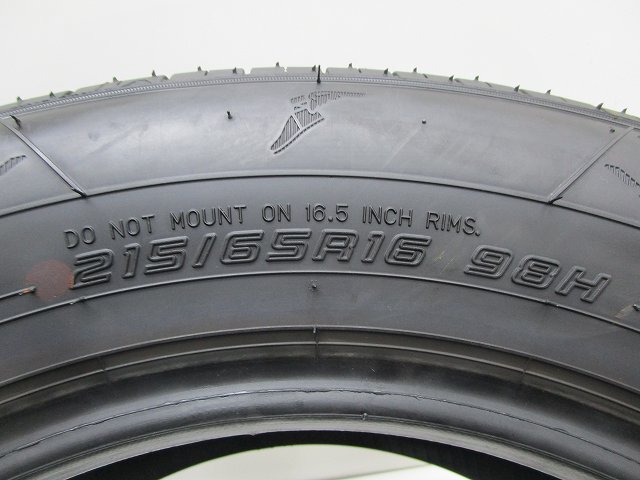 DO NOT MOUNT ON 16.5 INCH RIMS.
215/65R16 98H